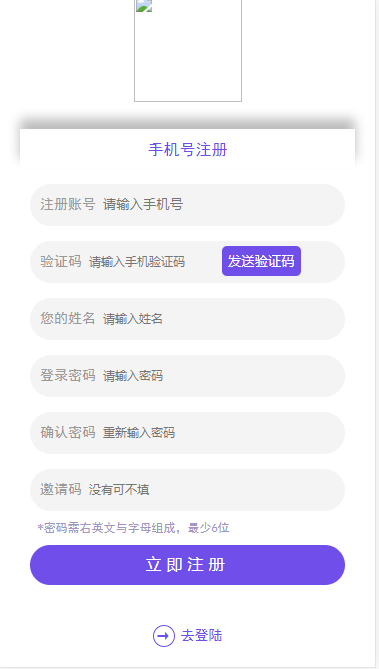 手机号注册
注册账号 请输入手机号
验证码 请输入手机验证码 发送验证码
您的姓名 请输入姓名
登录密码 请输入密码
确认密码 重新输入密码
邀请码 没有可不填
*密码需右英文与字母组成，最少6位
立即注册
去登陆